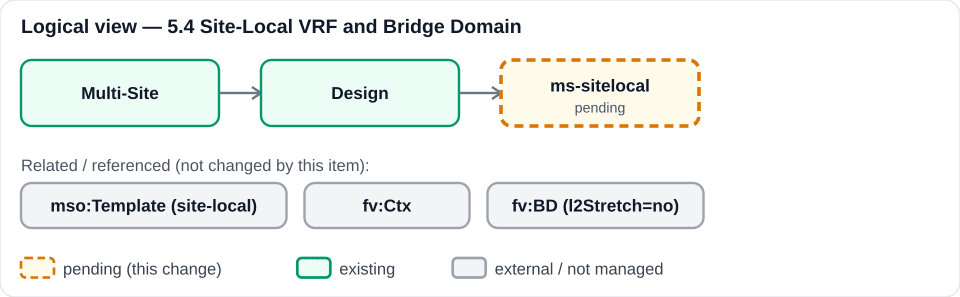 Logical view — 5.4 Site-Local VRF and Bridge Domain
Multi-Site
Design
ms-sitelocal
pending
Related / referenced (not changed by this item):
mso:Template (site-local)
fv:Ctx
fv:BD (l2Stretch=no)
pending (this change)
existing
external / not managed